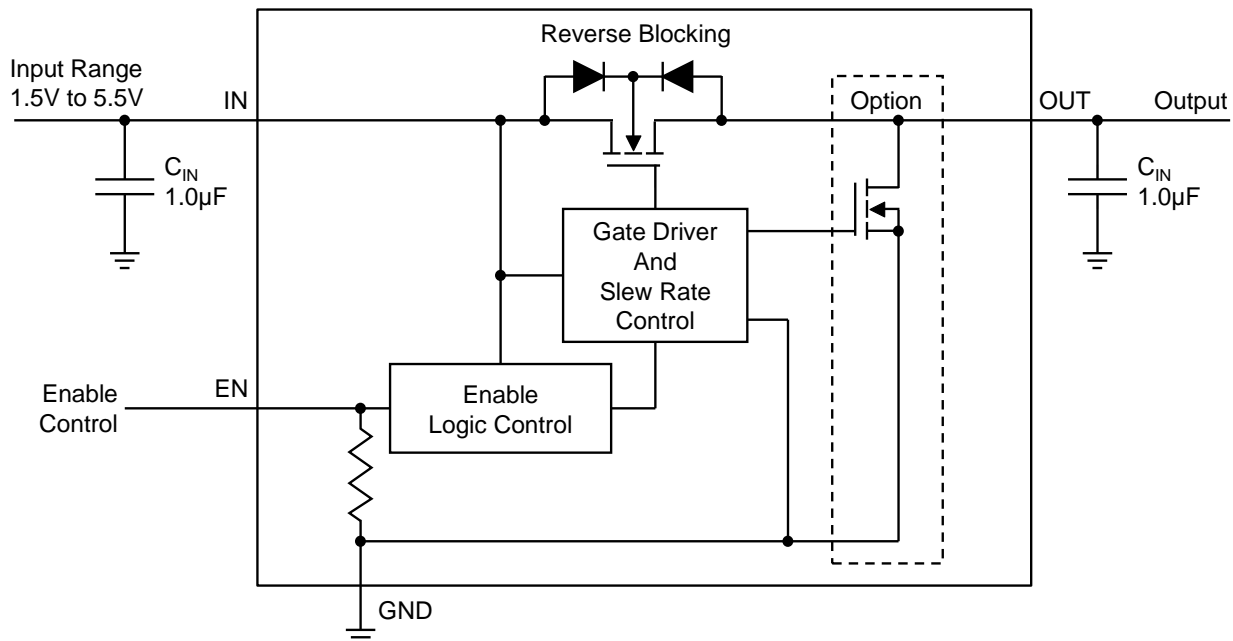 Reverse Blocking
Input Range
1.5V to 5.5V
IN
Option
OUT
Output
C_IN
1.0µF
C_IN
1.0µF
Gate Driver
And
Slew Rate
Control
Enable
Control
EN
Enable
Logic Control
GND